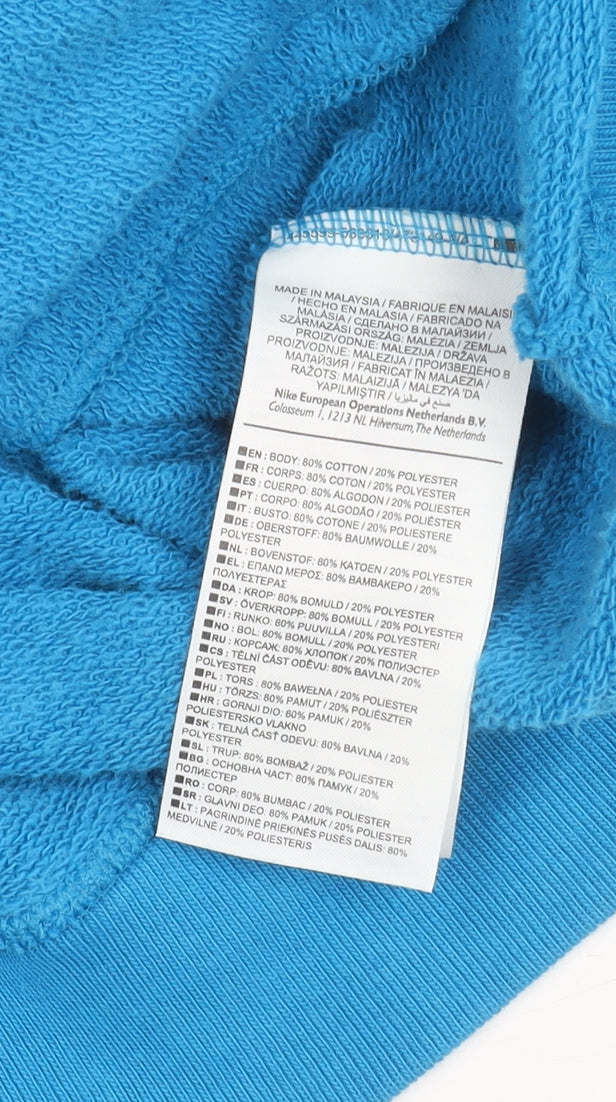 MADE IN MALAYSIA / FABRIQUE EN MALAISI
/ HECHO EN MALASIA / FABRICADO NA
MALÁSIA / СДЕЛАНО В МАЛАЙЗИИ /
SZÁRMAZÁSI ORSZÁG: MALÉZIA / ZEMLJA
PROIZVODNJE: MALEZIJA / DRŽAVA
PROIZVODNJE: MALEZIJA / ПРОИЗВЕДЕНО В
МАЛАЙЗИЯ / FABRICAT ÎN MALAEZIA /
RAŽOTS: MALAIZIJĀ / MALEZYA 'DA
YAPILMIŞTIR / صنع في ماليزيا
Nike European Operations Netherlands B.V.
Colosseum 1, 1213 NL Hilversum, The Netherlands
EN : BODY: 80% COTTON / 20% POLYESTER
FR : CORPS: 80% COTON / 20% POLYESTER
ES : CUERPO: 80% ALGODON / 20% POLYESTER
PT : CORPO: 80% ALGODÃO / 20% POLIÉSTER
IT : BUSTO: 80% COTONE / 20% POLIESTERE
DE : OBERSTOFF: 80% BAUMWOLLE / 20%
POLYESTER
NL : BOVENSTOF: 80% KATOEN / 20% POLYESTER
EL : ΕΠΑΝΩ ΜΕΡΟΣ: 80% ΒΑΜΒΑΚΕΡΟ / 20%
ΠΟΛΥΕΣΤΕΡΑΣ
DA : KROP: 80% BOMULD / 20% POLYESTER
SV : ÖVERKROPP: 80% BOMULL / 20% POLYESTER
FI : RUNKO: 80% PUUVILLA / 20% POLYESTERI
NO : BOL: 80% BOMULL / 20% POLYESTER
RU : КОРСАЖ: 80% ХЛОПОК / 20% ПОЛИЭСТЕР
CS : TĚLNÍ ČÁST ODĚVU: 80% BAVLNA / 20%
POLYESTER
PL : TORS : 80% BAWEŁNA / 20% POLIESTER
HU : TÖRZS: 80% PAMUT / 20% POLIÉSZTER
HR : GORNJI DIO: 80% PAMUK / 20%
POLIESTERSKO VLAKNO
SK : TELNÁ ČASŤ ODEVU: 80% BAVLNA / 20%
POLYESTER
SL : TRUP: 80% BOMBAŽ / 20% POLIESTER
BG : ОСНОВНА ЧАСТ: 80% ПАМУК / 20%
ПОЛИЕСТЕР
RO : CORP: 80% BUMBAC / 20% POLIESTER
SR : GLAVNI DEO: 80% PAMUK / 20% POLIESTER
LT : PAGRINDINĖ PRIEKINĖS PUSĖS DALIS: 80%
MEDVILNĖ / 20% POLIESTERIS